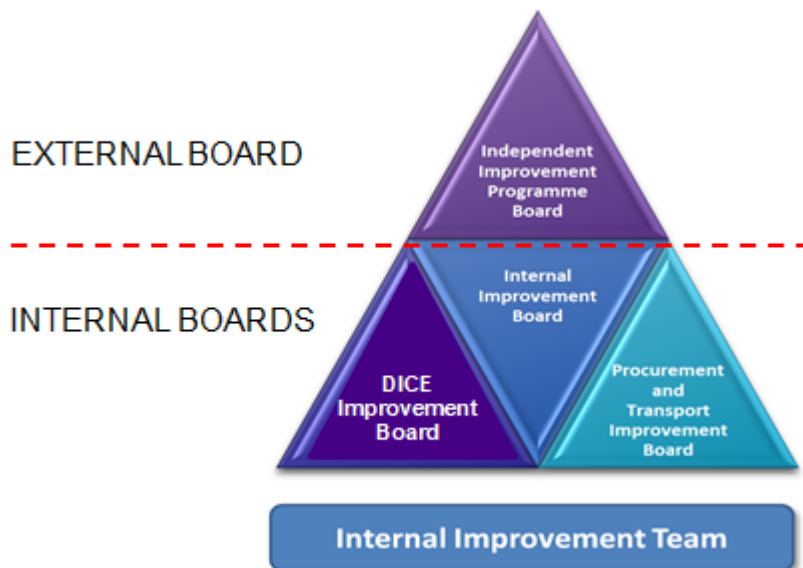 EXTERNAL BOARD
Independent
Improvement
Programme
Board
INTERNAL BOARDS
Internal
Improvement
Board
DICE
Improvement
Board
Procurement
and
Transport
Improvement
Board
Internal Improvement Team